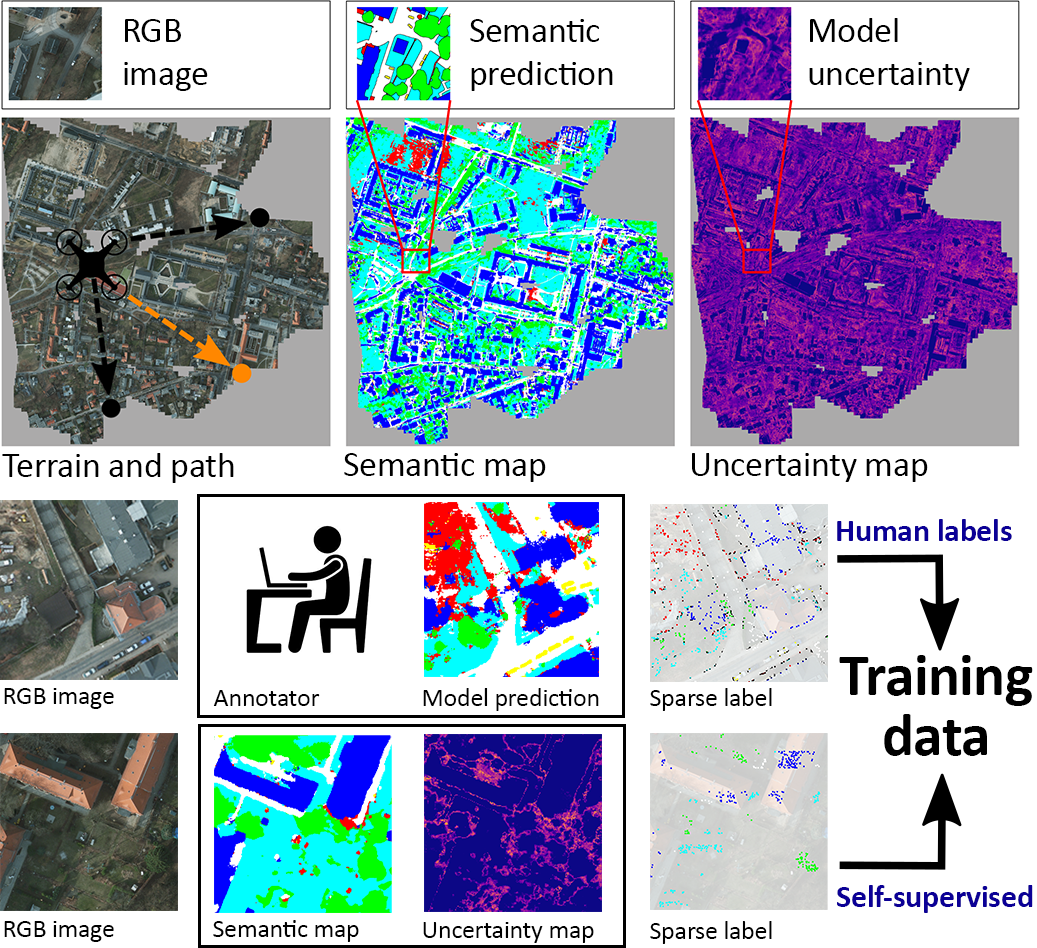 RGB
image
Semantic
prediction
Model
uncertainty
Terrain and path
Semantic map
Uncertainty map
RGB image
Annotator
Model prediction
Sparse label
Human labels
Training
data
RGB image
Semantic map
Uncertainty map
Sparse label
Self-supervised